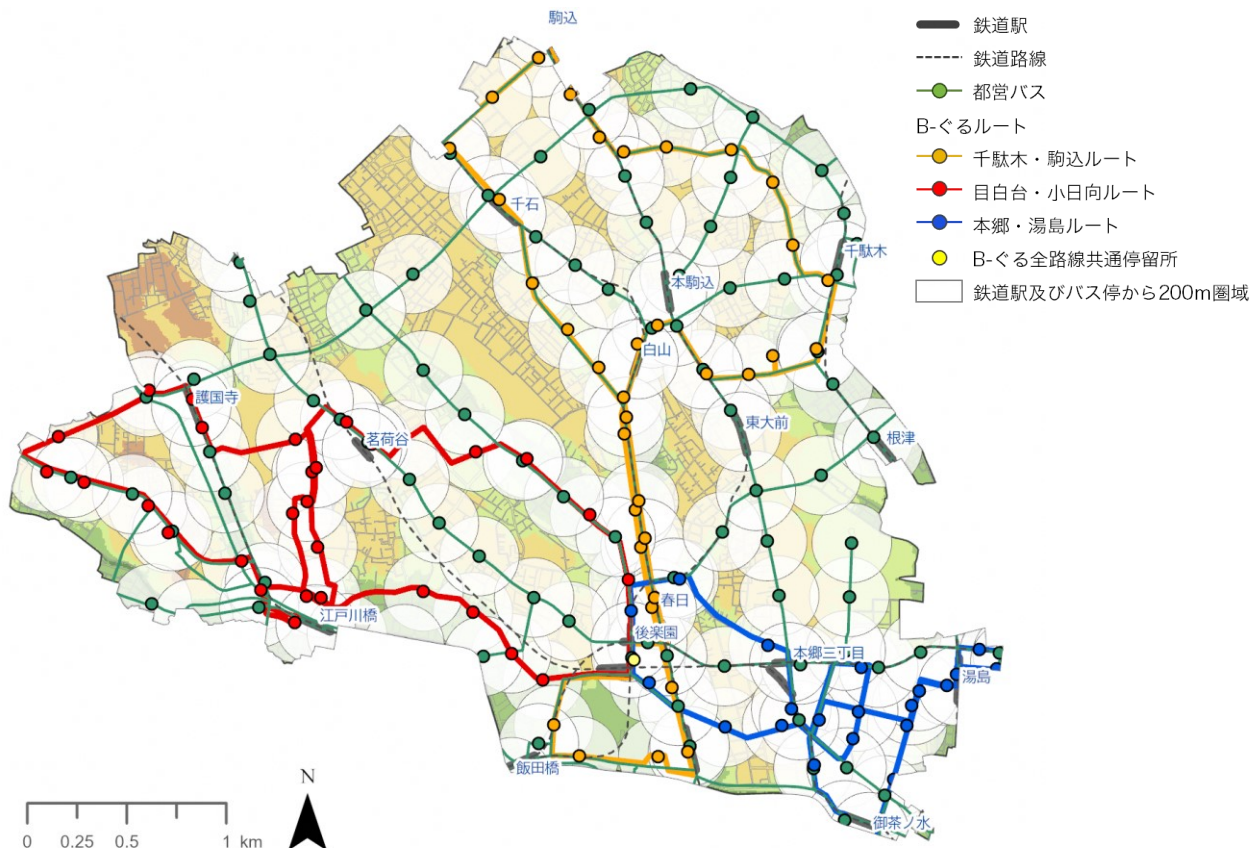 駒込
鉄道駅
鉄道路線
都営バス
B-ぐるルート
千駄木・駒込ルート
目白台・小日向ルート
本郷・湯島ルート
B-ぐる全路線共通停留所
鉄道駅及びバス停から200m圏域
千石
千駄木
本駒込
白山
護国寺
東大前
茗荷谷
根津
江戸川橋
春日
後楽園
本郷三丁目
湯島
飯田橋
御茶ノ水
N
0 0.25 0.5 1 km